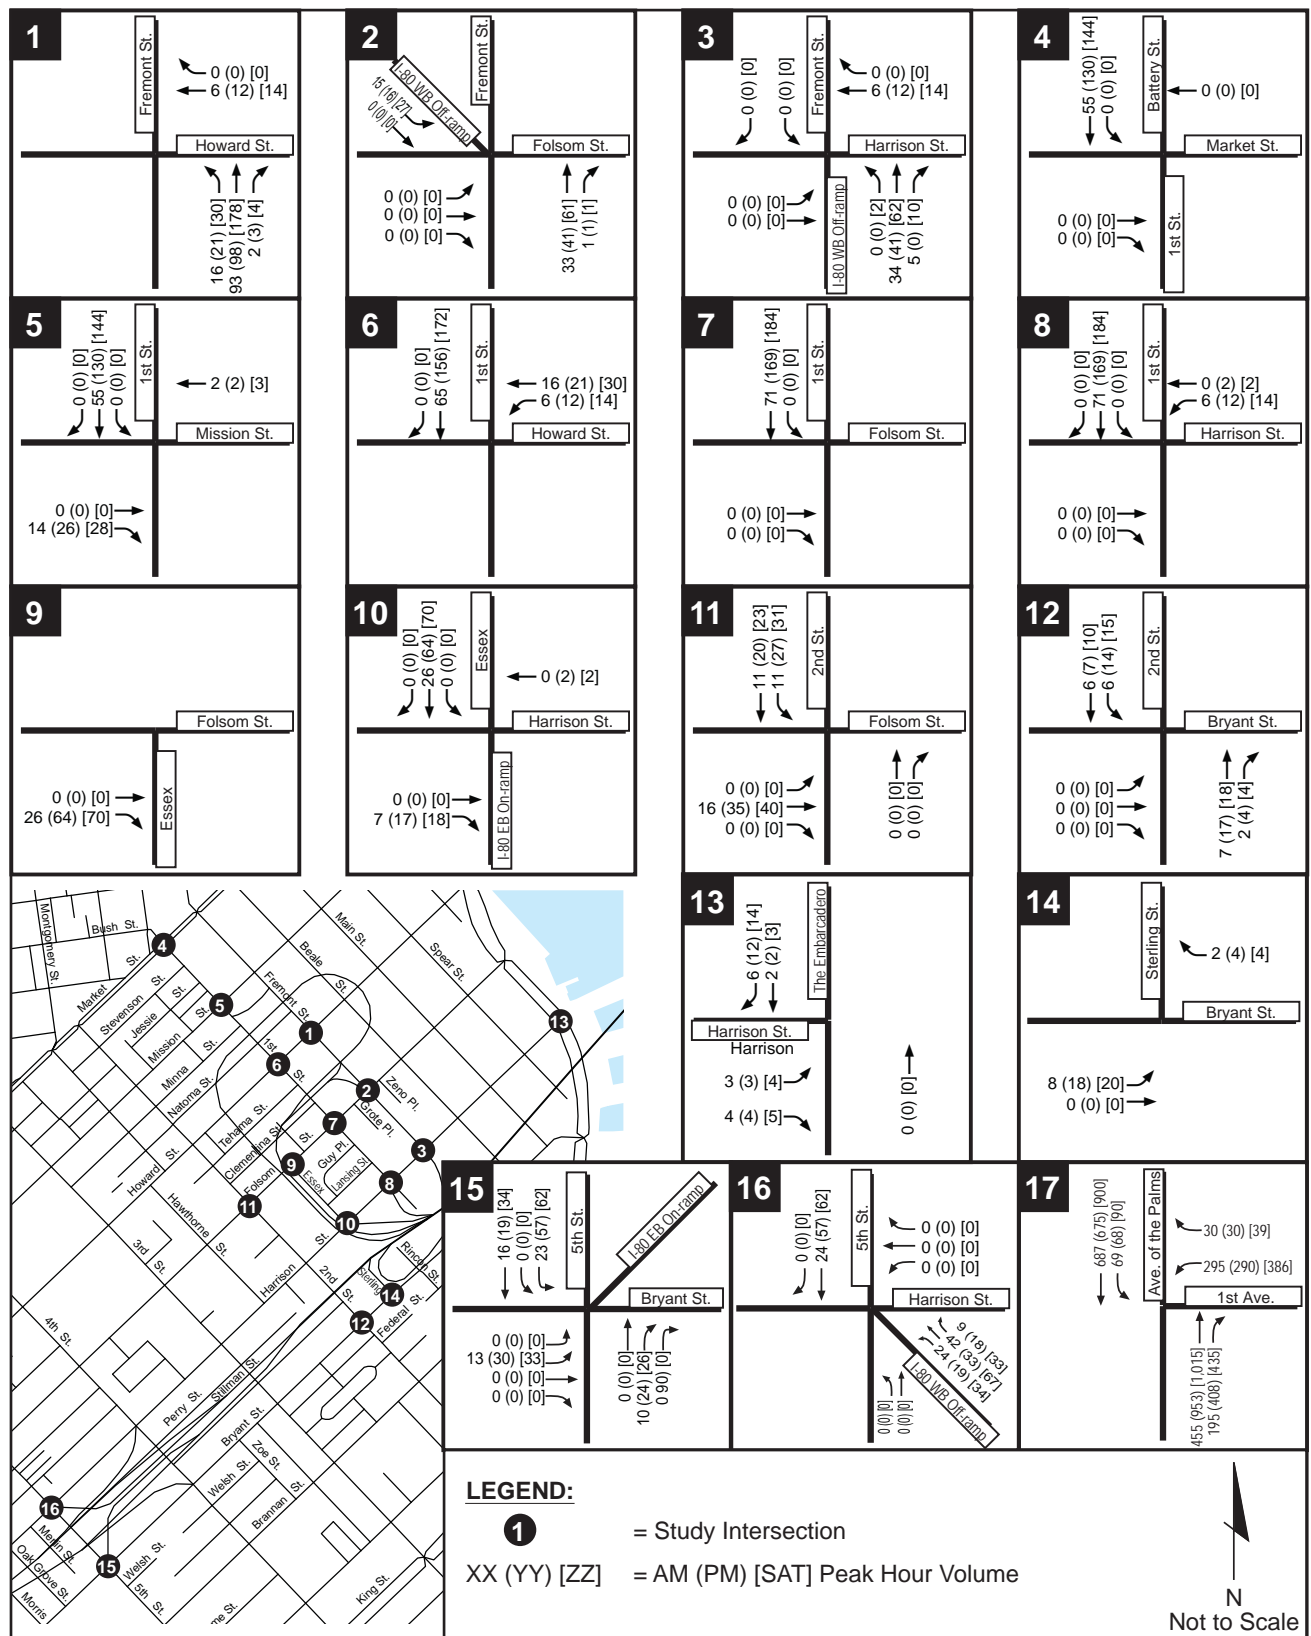 1
Fremont St.
0 (0) [0]
6 (12) [14]
Howard St.
16 (21) [30]
93 (98) [178]
2 (3) [4]
2
I-80 WB Off-ramp
Fremont St.
15 (16) [27]
0 (0) [0]
Folsom St.
0 (0) [0]
0 (0) [0]
0 (0) [0]
33 (41) [61]
1 (1) [1]
3
0 (0) [0]
0 (0) [0]
Fremont St.
0 (0) [0]
6 (12) [14]
Harrison St.
0 (0) [0]
0 (0) [0]
I-80 WB Off-ramp
0 (0) [2]
34 (41) [62]
5 (0) [10]
4
55 (130) [144]
0 (0) [0]
Battery St.
0 (0) [0]
Market St.
0 (0) [0]
0 (0) [0]
1st St.
5
0 (0) [0]
55 (130) [144]
0 (0) [0]
1st St.
2 (2) [3]
Mission St.
0 (0) [0]
14 (26) [28]
6
0 (0) [0]
65 (156) [172]
1st St.
16 (21) [30]
6 (12) [14]
Howard St.
7
71 (169) [184]
0 (0) [0]
1st St.
Folsom St.
0 (0) [0]
0 (0) [0]
8
0 (0) [0]
71 (169) [184]
0 (0) [0]
1st St.
0 (2) [2]
6 (12) [14]
Harrison St.
0 (0) [0]
0 (0) [0]
9
Folsom St.
0 (0) [0]
26 (64) [70]
Essex
10
0 (0) [0]
26 (64) [70]
0 (0) [0]
Essex
0 (2) [2]
Harrison St.
0 (0) [0]
7 (17) [18]
I-80 EB On-ramp
11
11 (20) [23]
11 (27) [31]
2nd St.
Folsom St.
0 (0) [0]
16 (35) [40]
0 (0) [0]
0 (0) [0]
0 (0) [0]
12
6 (7) [10]
6 (14) [15]
2nd St.
Bryant St.
0 (0) [0]
0 (0) [0]
0 (0) [0]
7 (17) [18]
2 (4) [4]
13
6 (12) [14]
2 (2) [3]
The Embarcadero
Harrison St.
Harrison
3 (3) [4]
4 (4) [5]
0 (0) [0]
14
Sterling St.
2 (4) [4]
Bryant St.
8 (18) [20]
0 (0) [0]
15
16 (19) [34]
0 (0) [0]
23 (57) [62]
5th St.
I-80 EB On-ramp
Bryant St.
0 (0) [0]
13 (30) [33]
0 (0) [0]
0 (0) [0]
0 (0) [0]
10 (24) [26]
0 90) [0]
16
0 (0) [0]
24 (57) [62]
5th St.
0 (0) [0]
0 (0) [0]
0 (0) [0]
Harrison St.
9 (18) [33]
42 (33) [67]
24 (19) [34]
I-80 WB Off-ramp
0 (0) [0]
0 (0) [0]
17
687 (675) [900]
69 (68) [90]
Ave. of the Palms
30 (30) [39]
295 (290) [386]
1st Ave.
455 (953) [1,015]
195 (408) [435]
Montgomery St.
Bush St.
4
Market St.
Stevenson St.
Jessie St.
Mission St.
5
Minna St.
Natoma St.
Fremont St.
Beale St.
Main St.
Spear St.
13
1
1st St.
6
2
Zeno Pl.
Grote Pl.
Tehama St.
Clementina St.
7
3
Howard St.
Folsom St.
9
Guy Pl.
Essex
Lansing St.
8
11
10
Hawthorne St.
3rd St.
Harrison St.
2nd St.
Rincon St.
Sterling
14
Federal St.
12
4th St.
Perry St.
Stillman St.
Bryant St.
Zoe St.
Welsh St.
Brannan St.
16
Merlin St.
Oak Grove St.
Morris
15
Welsh St.
5th St.
me St.
King St.
LEGEND:
1 = Study Intersection
XX (YY) [ZZ] = AM (PM) [SAT] Peak Hour Volume
N
Not to Scale